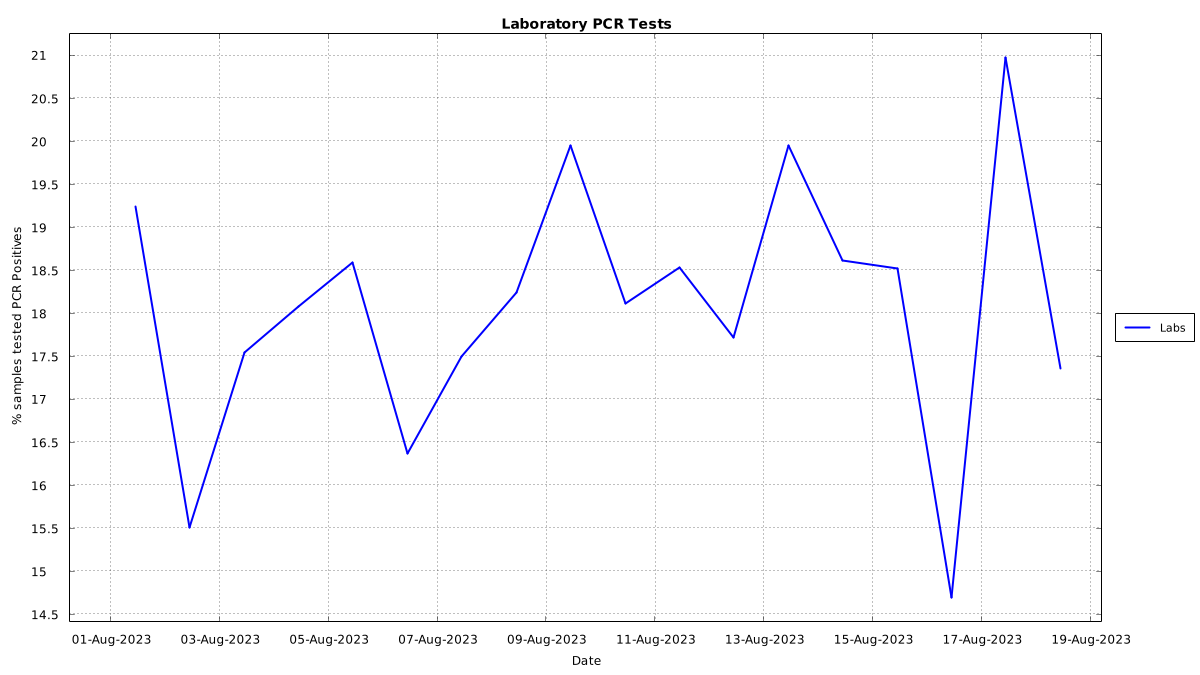 Laboratory PCR Tests
21
20.5
20
19.5
19
18.5
18
17.5
17
16.5
16
15.5
15
14.5
% samples tested PCR Positives
01-Aug-2023 03-Aug-2023 05-Aug-2023 07-Aug-2023 09-Aug-2023 11-Aug-2023 13-Aug-2023 15-Aug-2023 17-Aug-2023 19-Aug-2023
Date
Labs